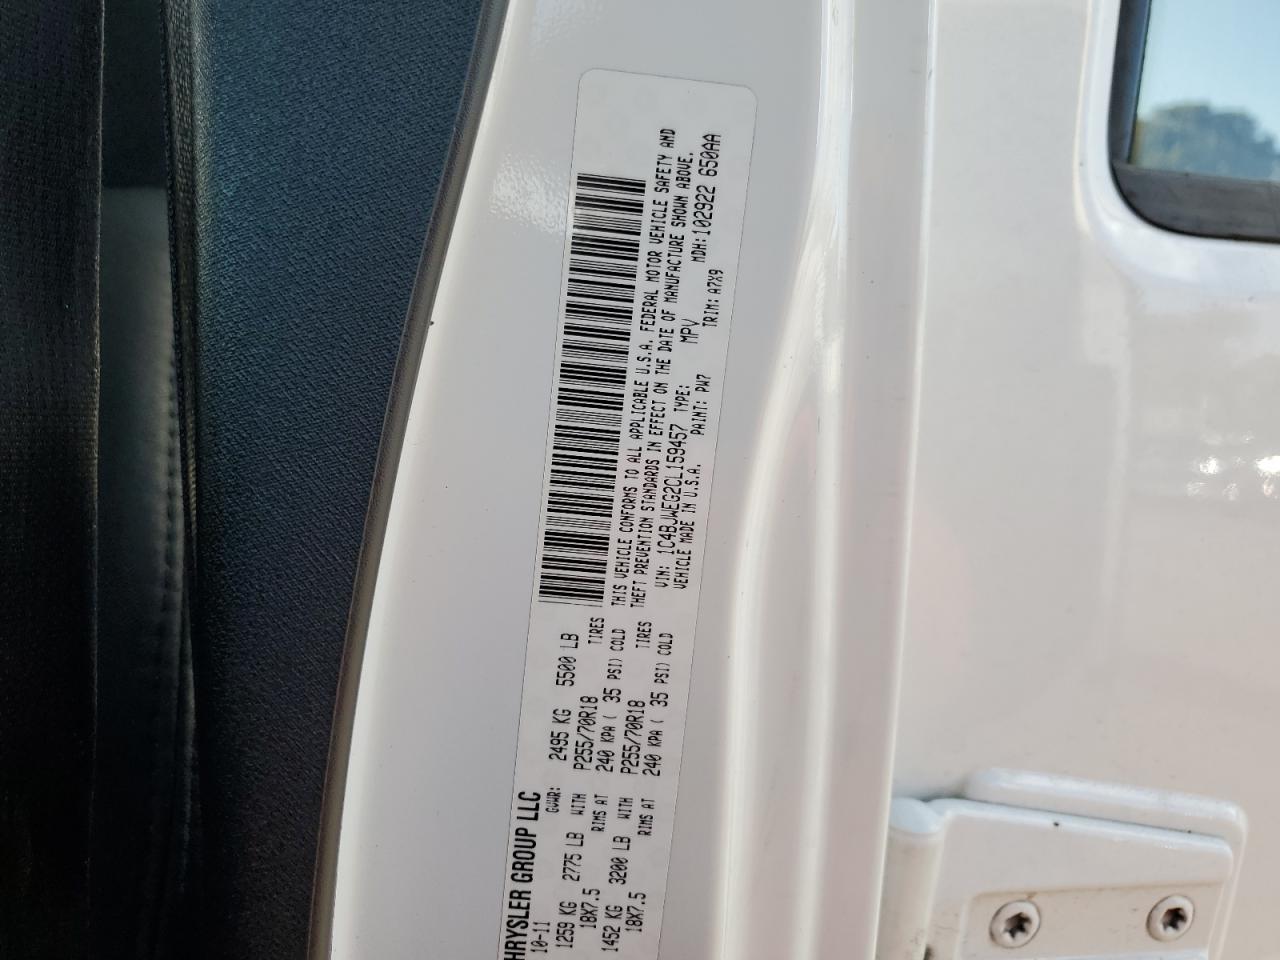 HRYSLER GROUP LLC
10-11 GVWR: 2495 KG 5500 LB
1259 KG 2775 LB WITH P255/70R18 TIRES
18X7.5 RIMS AT 240 KPA ( 35 PSI) COLD
1452 KG 3200 LB WITH P255/70R18 TIRES
18X7.5 RIMS AT 240 KPA ( 35 PSI) COLD
THIS VEHICLE CONFORMS TO ALL APPLICABLE U.S.A. FEDERAL MOTOR VEHICLE SAFETY AND
THEFT PREVENTION STANDARDS IN EFFECT ON THE DATE OF MANUFACTURE SHOWN ABOVE.
VIN: 1C4BJWEG2CL159457 TYPE: MPV MDH:102922 650AA
VEHICLE MADE IN U.S.A. PAINT: PW7 TRIM: A7X9